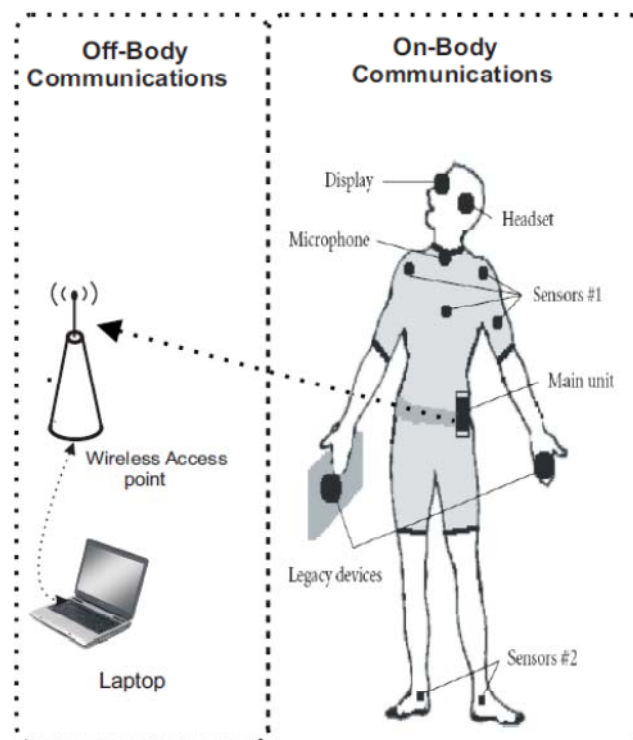 Off-Body
Communications
On-Body
Communications
Display
Headset
Microphone
Sensors #1
Main unit
Wireless Access
point
Legacy devices
Sensors #2
Laptop